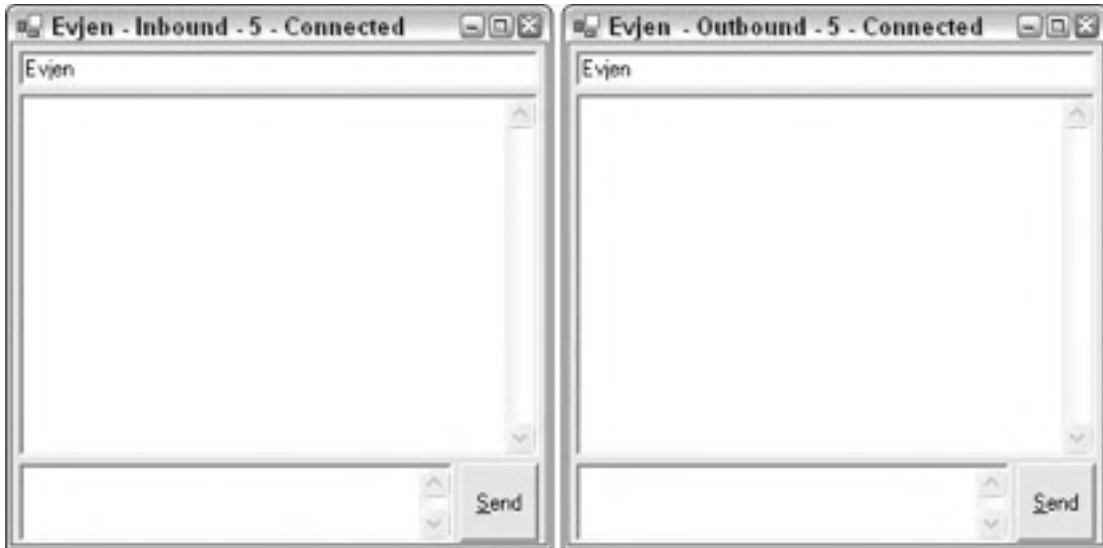 Evjen - Inbound - 5 - Connected
Evjen
Send
Evjen - Outbound - 5 - Connected
Evjen
Send